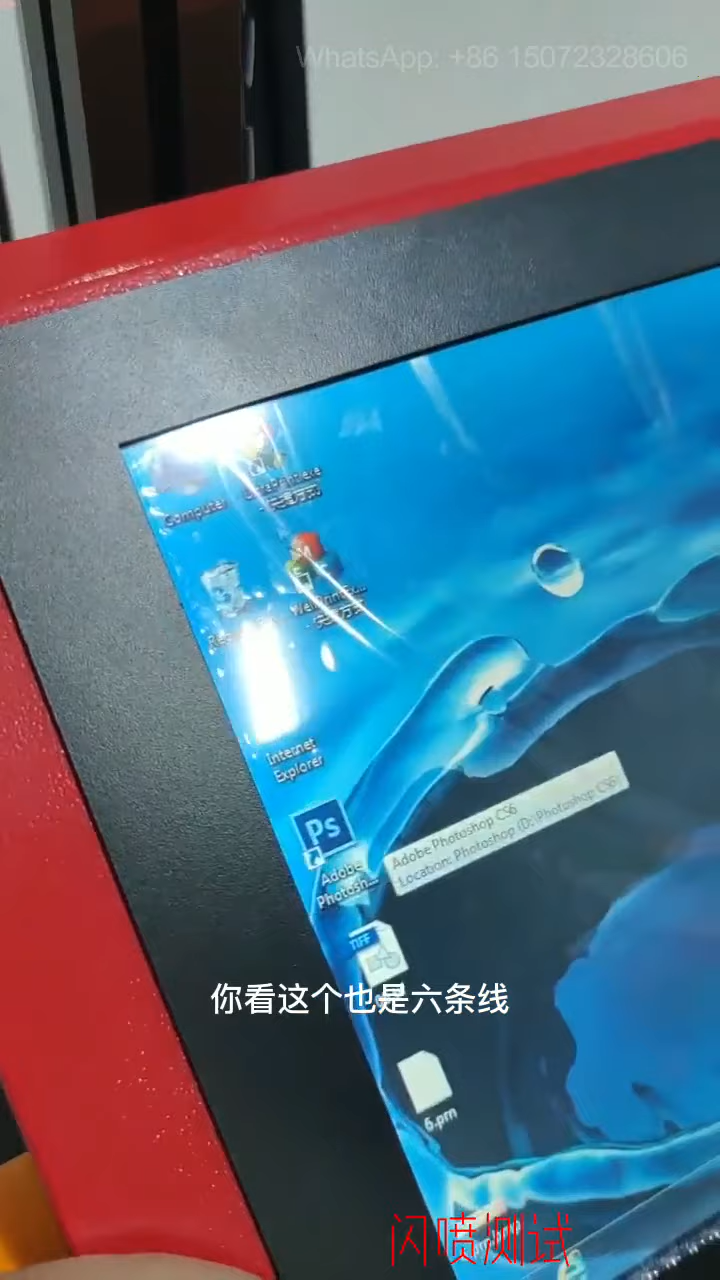 WhatsApp: +86 15072328606
Computer
Internet
Explorer
Ps
Adobe
Photosh...
Adobe Photoshop CS6
Location: Photoshop (D:\Photoshop CS6)
TIFF
你看这个也是六条线
6.prn
闪喷测试